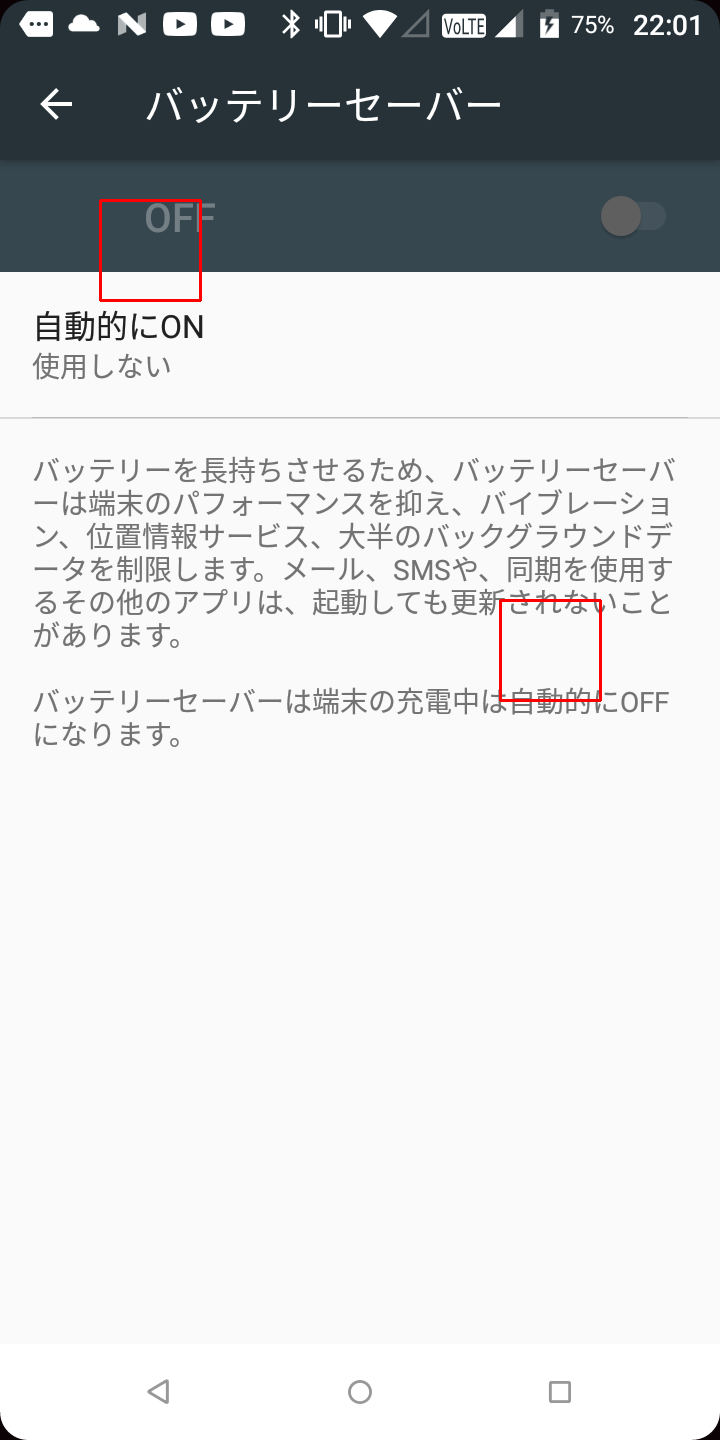 VoLTE 75% 22:01
バッテリーセーバー
OFF
自動的にON
使用しない
バッテリーを長持ちさせるため、バッテリーセーバ
ーは端末のパフォーマンスを抑え、バイブレーショ
ン、位置情報サービス、大半のバックグラウンドデ
ータを制限します。メール、SMSや、同期を使用す
るその他のアプリは、起動しても更新されないこと
があります。
バッテリーセーバーは端末の充電中は自動的にOFF
になります。